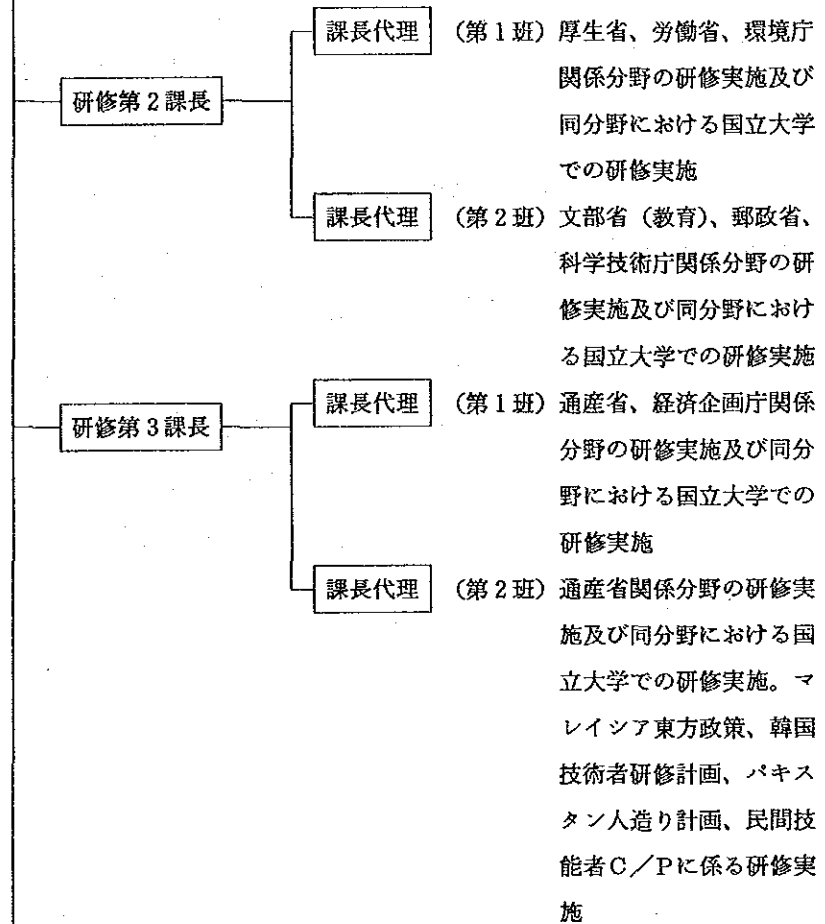 課長代理 (第1班) 厚生省、労働省、環境庁
関係分野の研修実施及び
研修第2課長
同分野における国立大学
での研修実施
課長代理 (第2班) 文部省(教育)、郵政省、
科学技術庁関係分野の研
修実施及び同分野におけ
る国立大学での研修実施
課長代理 (第1班) 通産省、経済企画庁関係
研修第3課長
分野の研修実施及び同分
野における国立大学での
研修実施
課長代理 (第2班) 通産省関係分野の研修実
施及び同分野における国
立大学での研修実施。マ
レイシア東方政策、韓国
技術者研修計画、パキス
タン人造り計画、民間技
能者C/Pに係る研修実
施